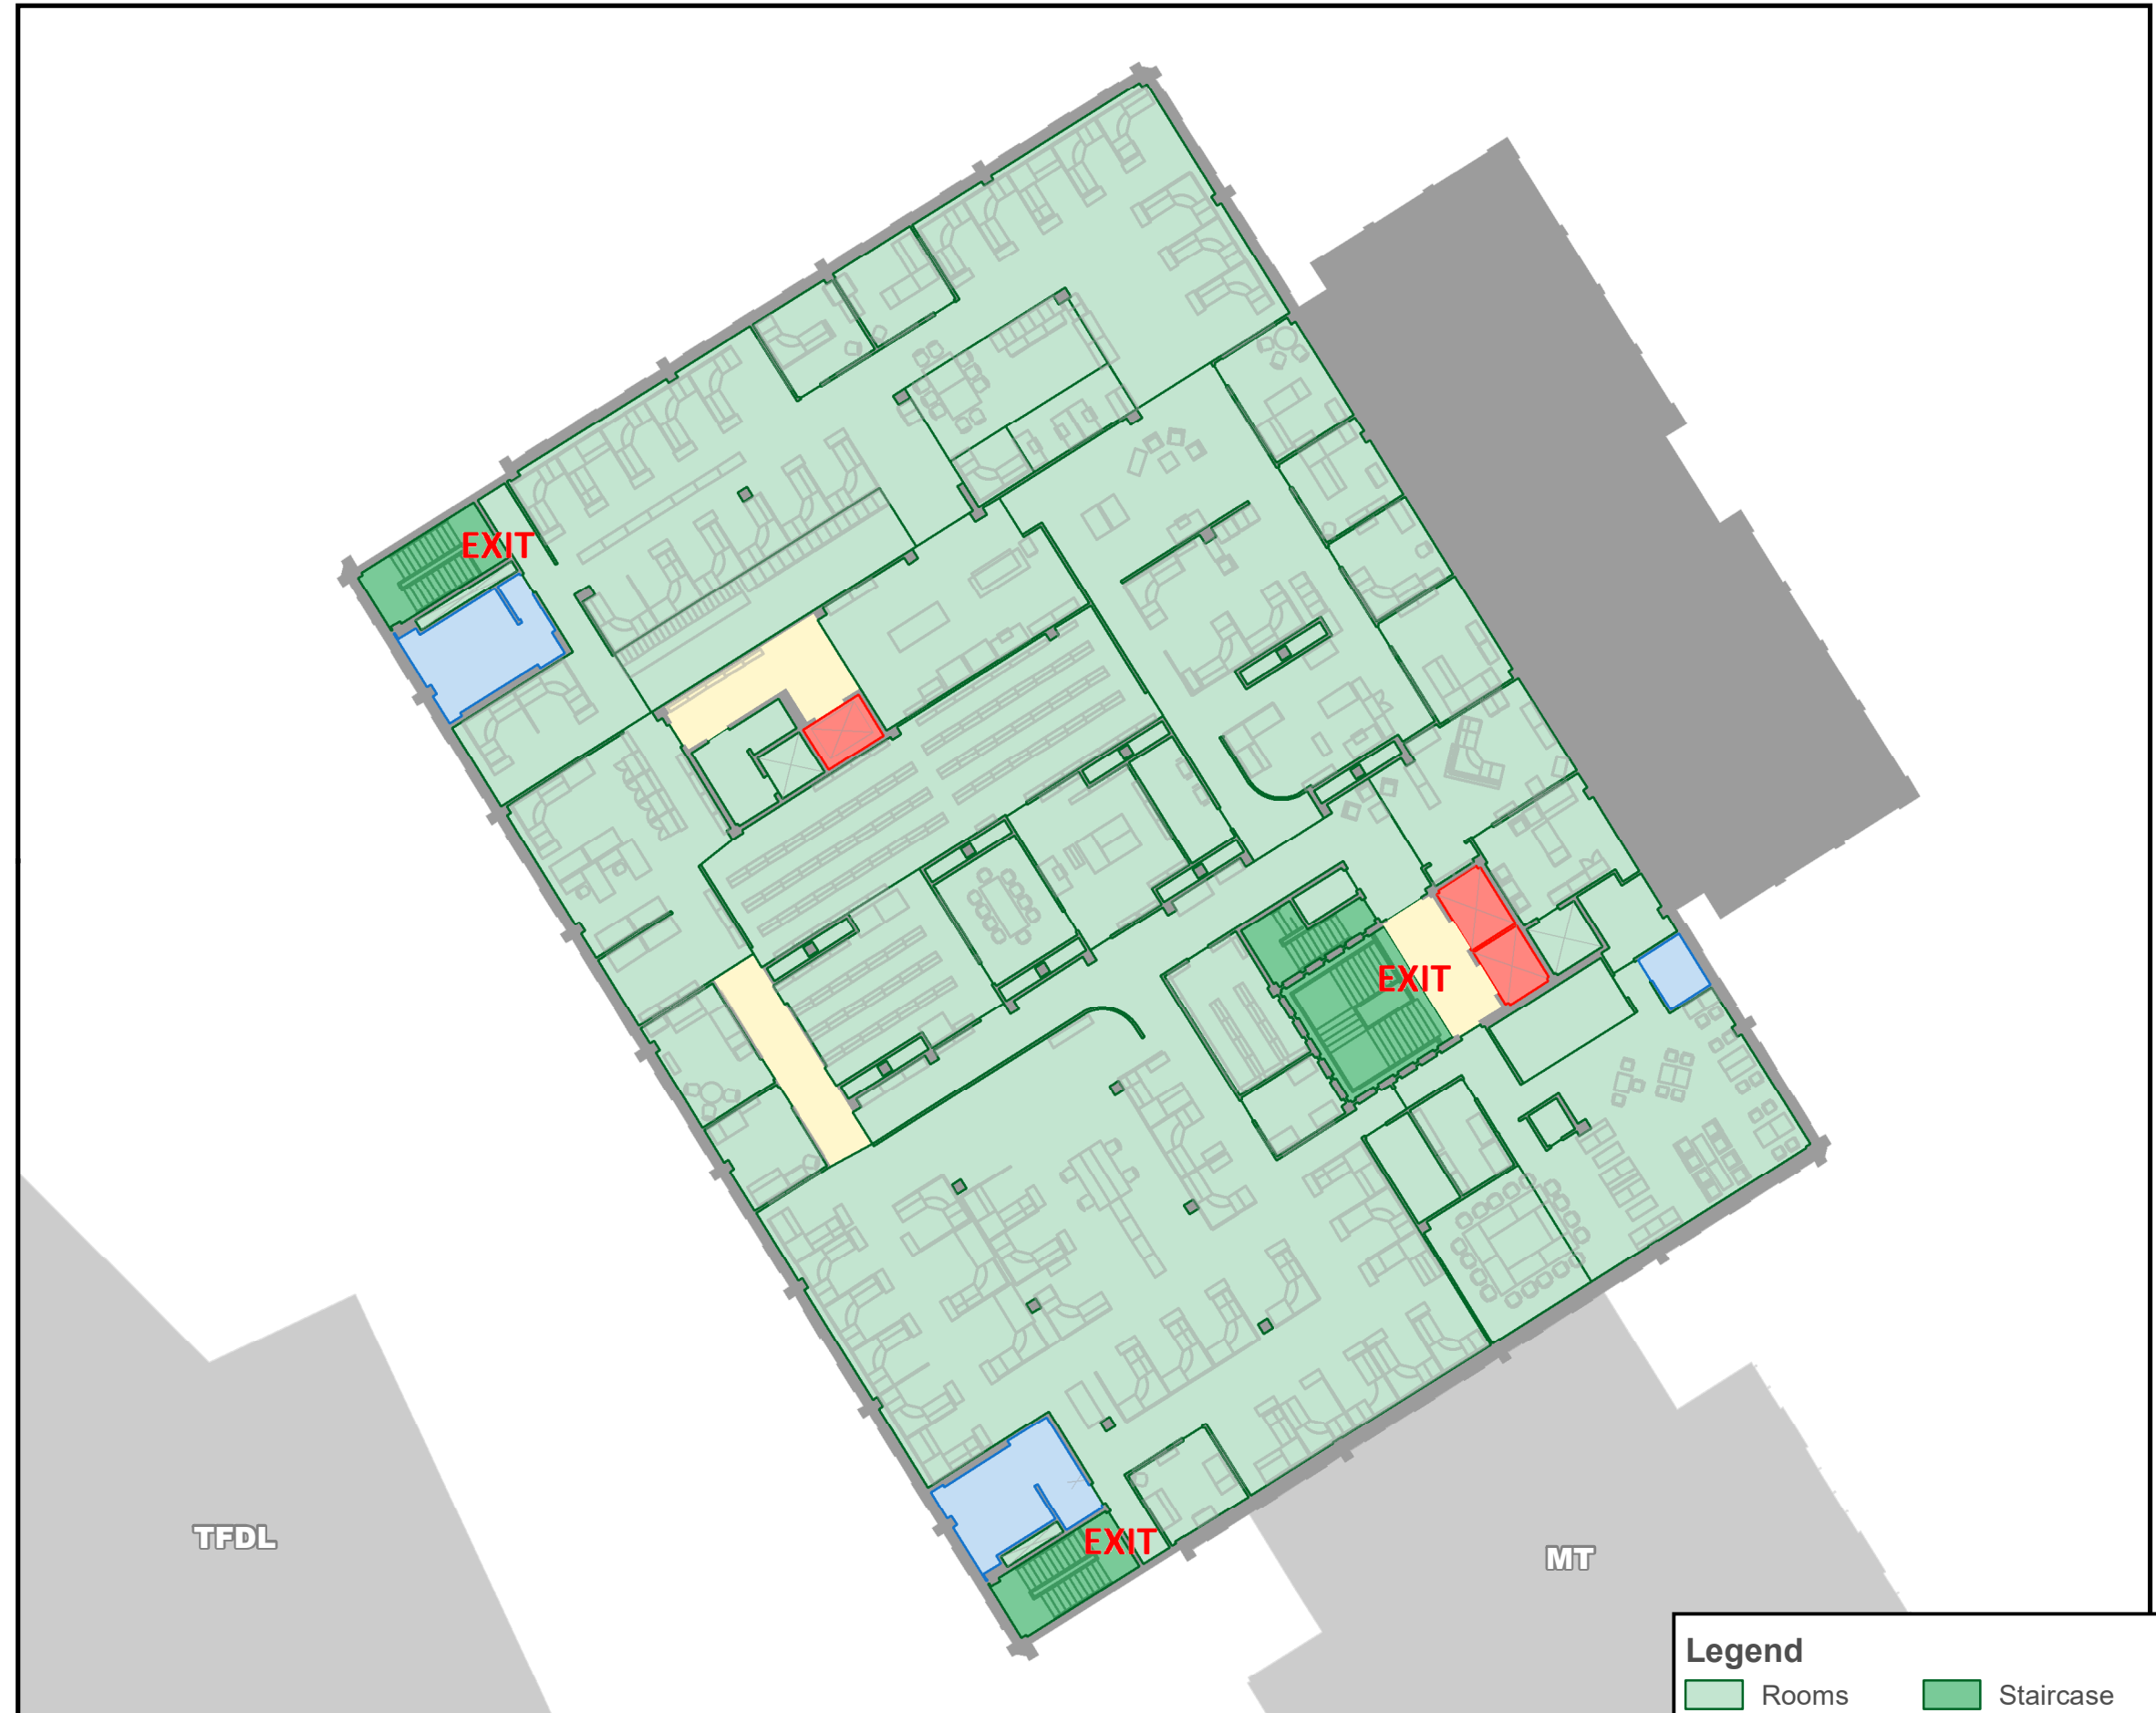 EXIT
EXIT
TFDL
EXIT
MT
Legend
Rooms
Staircase